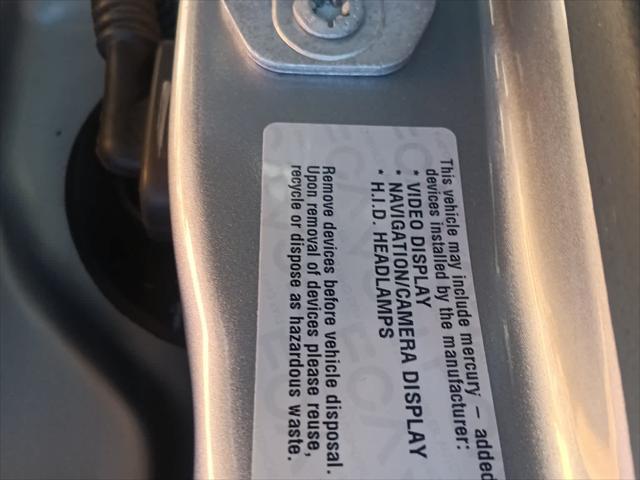 This vehicle may include mercury – added
devices installed by the manufacturer:
* VIDEO DISPLAY
* NAVIGATION/CAMERA DISPLAY
* H.I.D. HEADLAMPS
Remove devices before vehicle disposal.
Upon removal of devices please reuse,
recycle or dispose as hazardous waste.